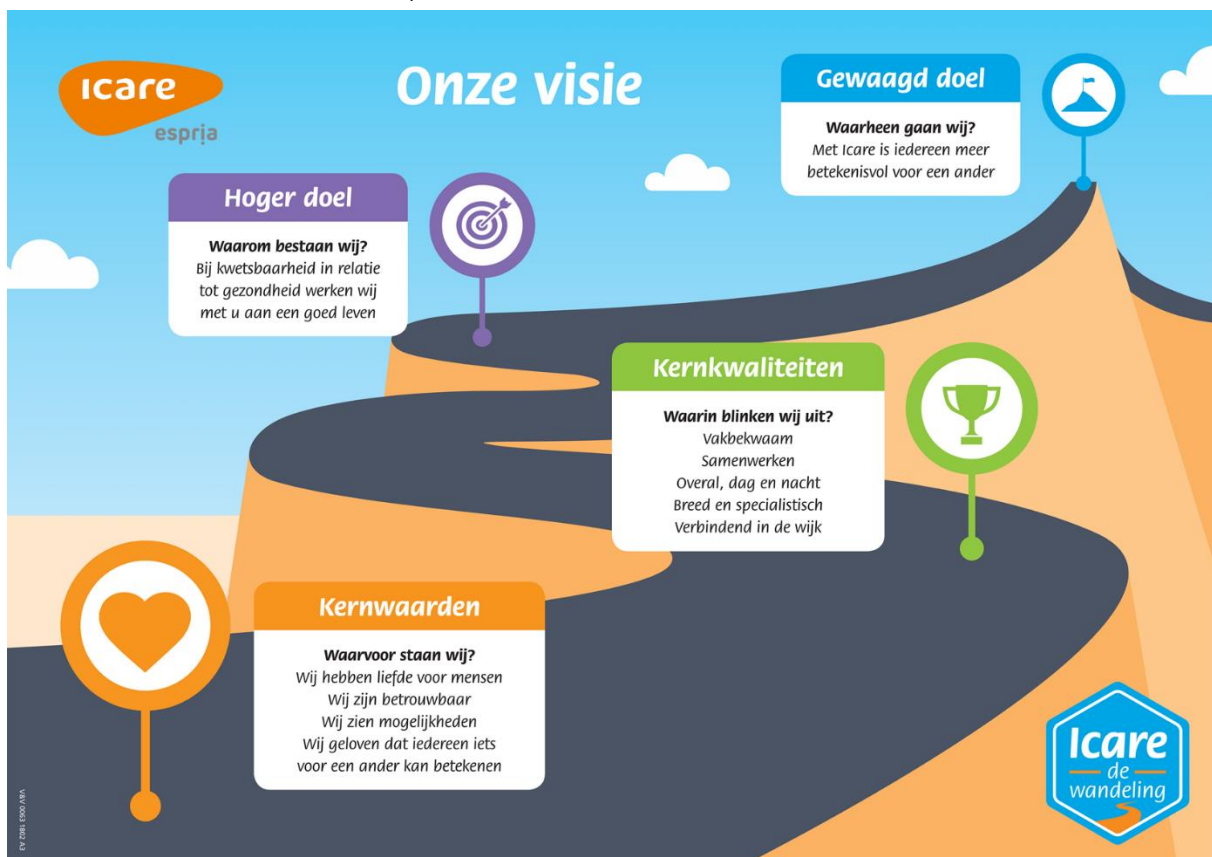 Icare
espria
Onze visie
Gewaagd doel
Waarheen gaan wij?
Met Icare is iedereen meer
betekenisvol voor een ander
Hoger doel
Waarom bestaan wij?
Bij kwetsbaarheid in relatie
tot gezondheid werken wij
met u aan een goed leven
Kernkwaliteiten
Waarin blinken wij uit?
Vakbekwaam
Samenwerken
Overal, dag en nacht
Breed en specialistisch
Verbindend in de wijk
Kernwaarden
Waarvoor staan wij?
Wij hebben liefde voor mensen
Wij zijn betrouwbaar
Wij zien mogelijkheden
Wij geloven dat iedereen iets
voor een ander kan betekenen
Icare
de
wandeling
V&V 0063 1802 A3